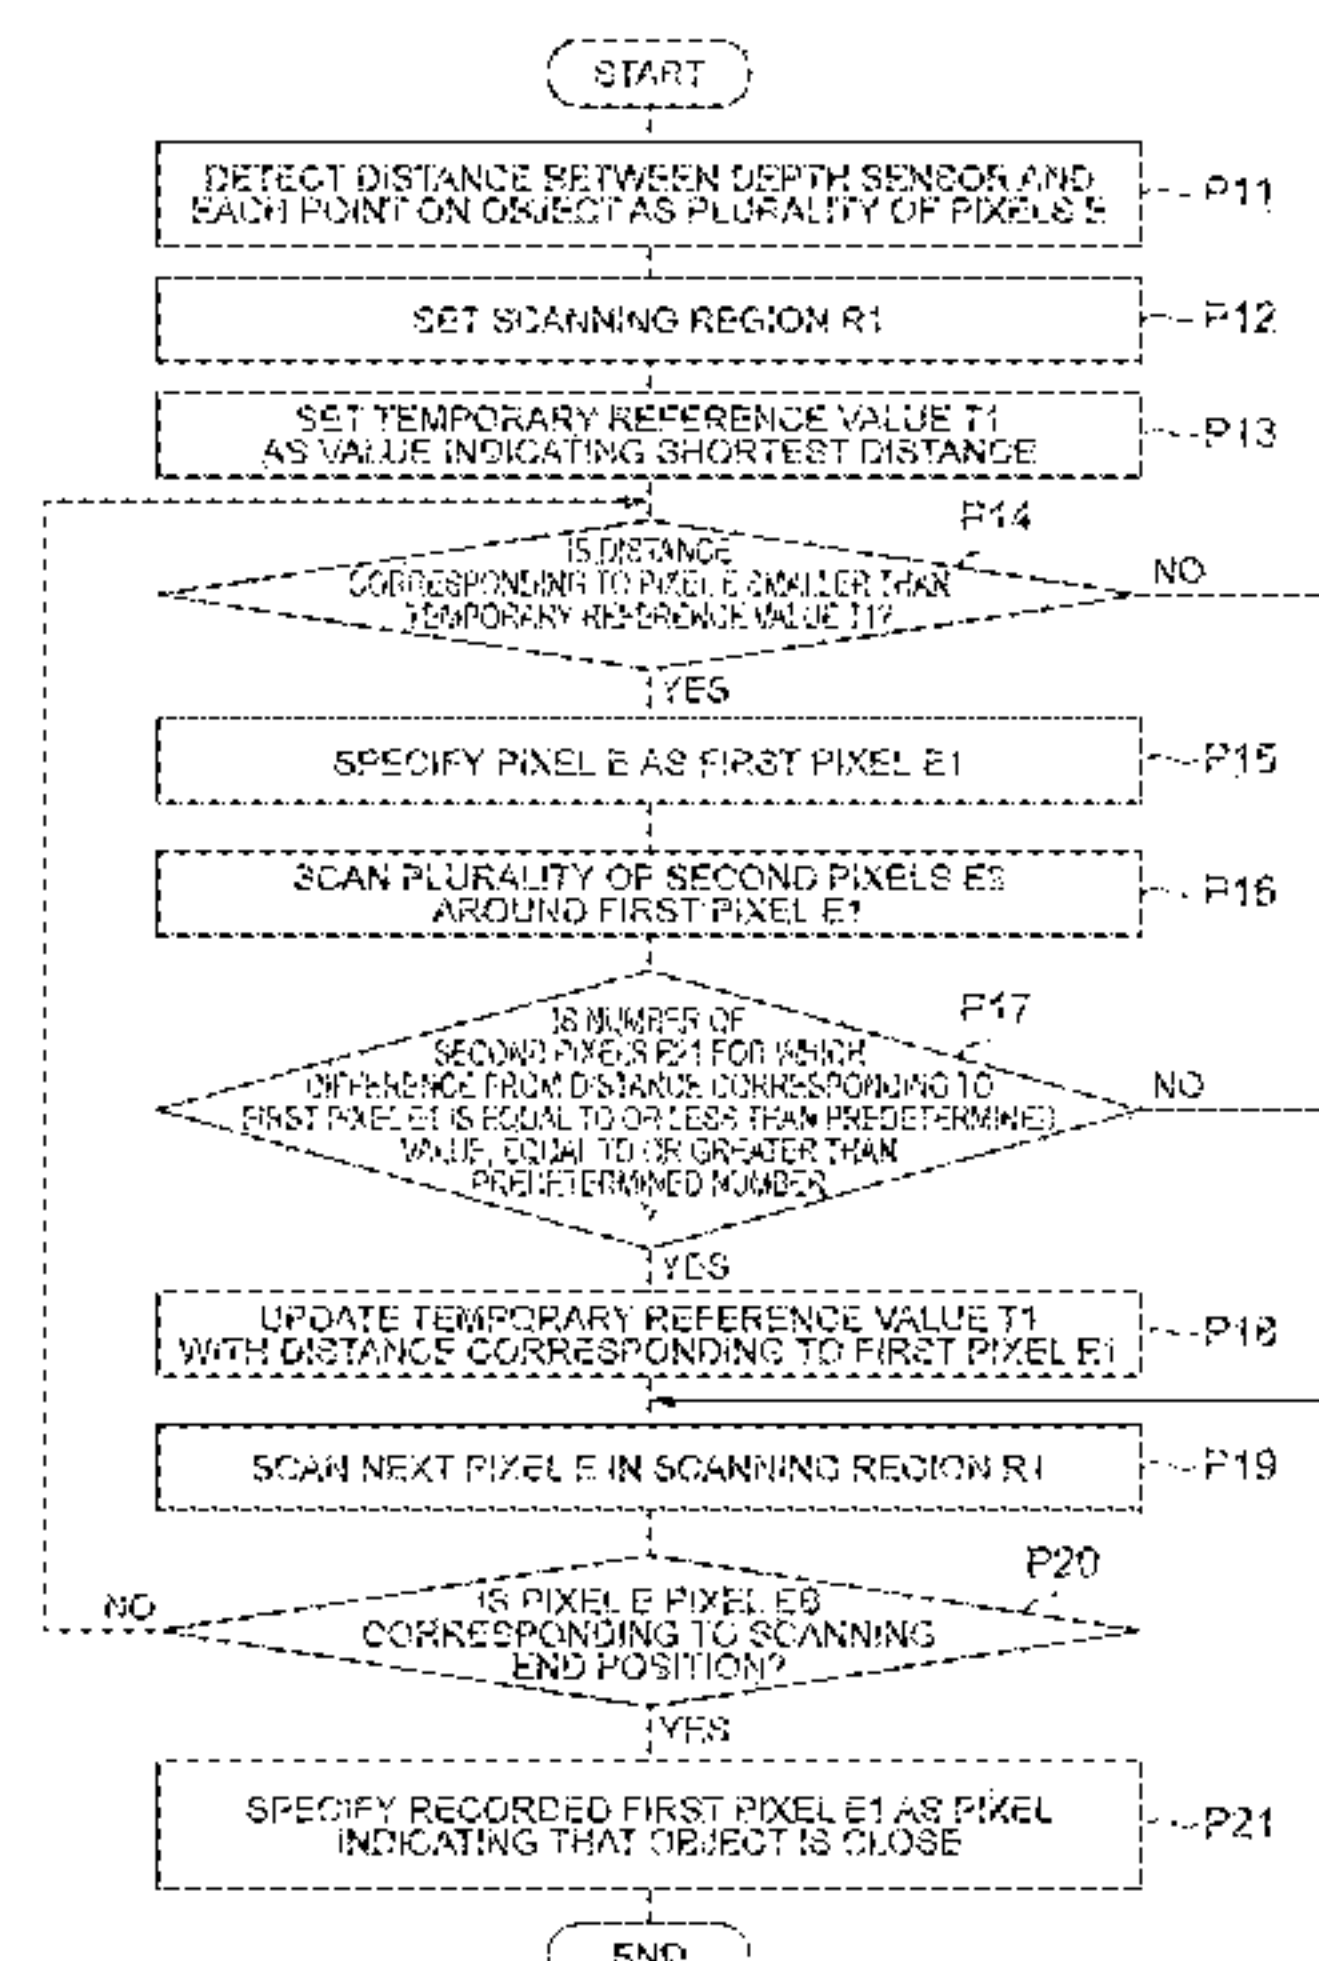 START
DETECT DISTANCE BETWEEN DEPTH SENSOR AND
EACH POINT ON OBJECT AS PLURALITY OF PIXELS E
P11
SET SCANNING REGION R1
P12
SET TEMPORARY REFERENCE VALUE T1
AS VALUE INDICATING SHORTEST DISTANCE
P13
P14
IS DISTANCE
CORRESPONDING TO PIXEL E SMALLER THAN
TEMPORARY REFERENCE VALUE T1?
NO
YES
SPECIFY PIXEL E AS FIRST PIXEL E1
P15
SCAN PLURALITY OF SECOND PIXELS E2
AROUND FIRST PIXEL E1
P16
P17
IS NUMBER OF
SECOND PIXELS E21 FOR WHICH
DIFFERENCE FROM DISTANCE CORRESPONDING TO
FIRST PIXEL E1 IS EQUAL TO OR LESS THAN PREDETERMINED
VALUE, EQUAL TO OR GREATER THAN
PREDETERMINED NUMBER
?
NO
YES
UPDATE TEMPORARY REFERENCE VALUE T1
WITH DISTANCE CORRESPONDING TO FIRST PIXEL E1
P18
SCAN NEXT PIXEL E IN SCANNING REGION R1
P19
P20
IS PIXEL E PIXEL
CORRESPONDING TO SCANNING
END POSITION?
NO
YES
SPECIFY RECORDED FIRST PIXEL E1 AS PIXEL
INDICATING THAT OBJECT IS CLOSE
P21
END